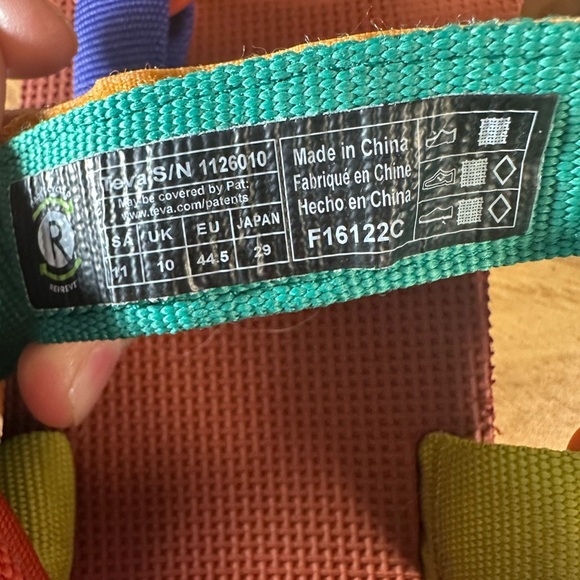 Teva S/N 1126010
May be covered by Pat:
www.teva.com/patents
SA UK EU JAPAN
11 10 44.5 29
Made in China
Fabriqué en Chine
Hecho en China
F16122C
R
REPREVE